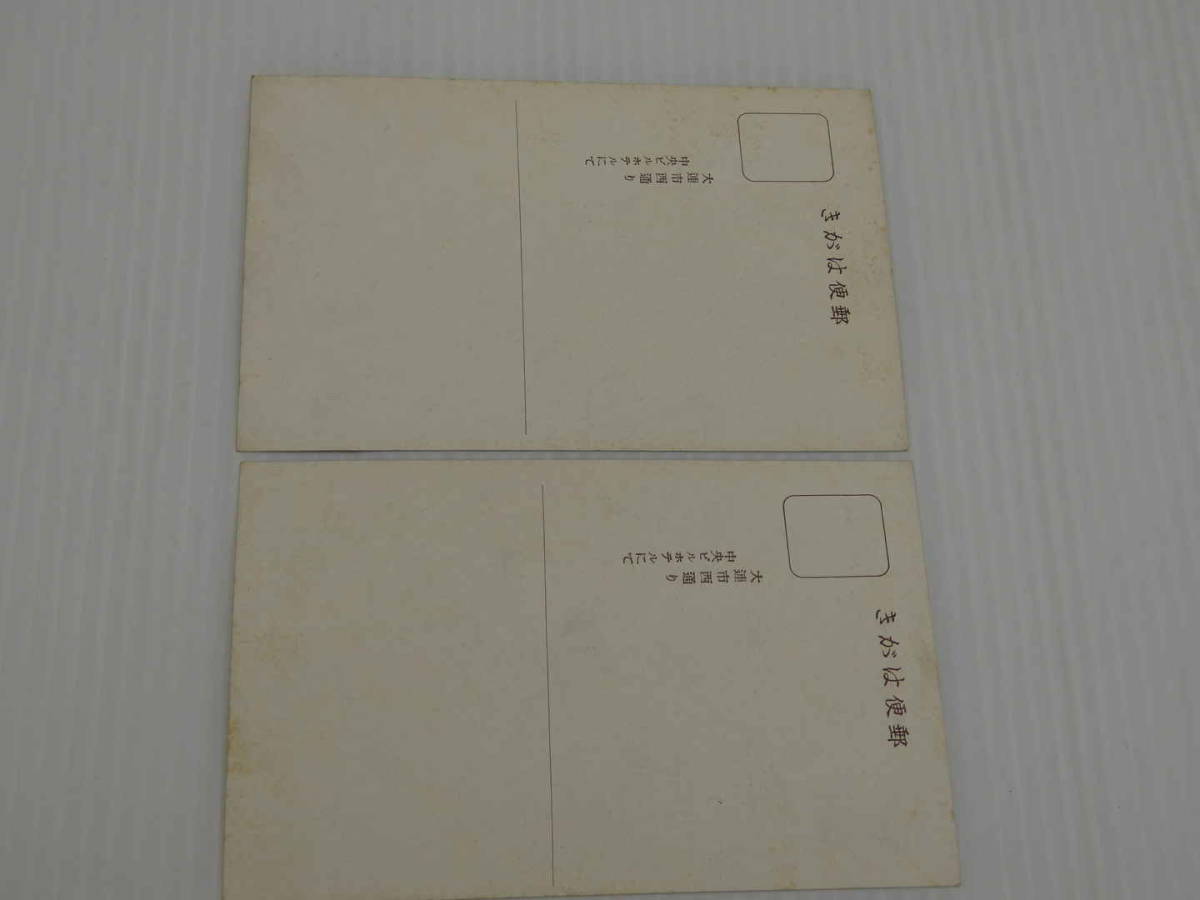 郵便はがき
大連市西通り
中央ビルホテルにて
郵便はがき
大連市西通り
中央ビルホテルにて